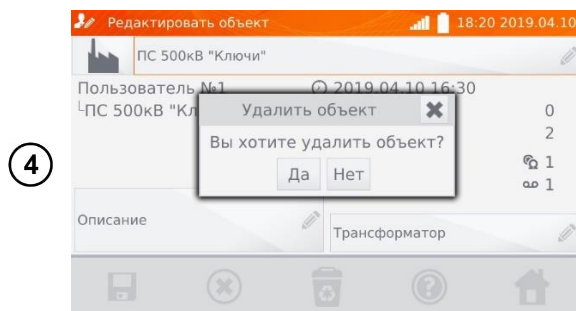 Редактировать объект 18:20 2019.04.10
ПС 500кВ "Ключи"
Пользователь №1 2019.04.10 16:30
ПС 500кВ "Кл 0
2
1
1
Удалить объект
Вы хотите удалить объект?
Да Нет
4
Описание
Трансформатор